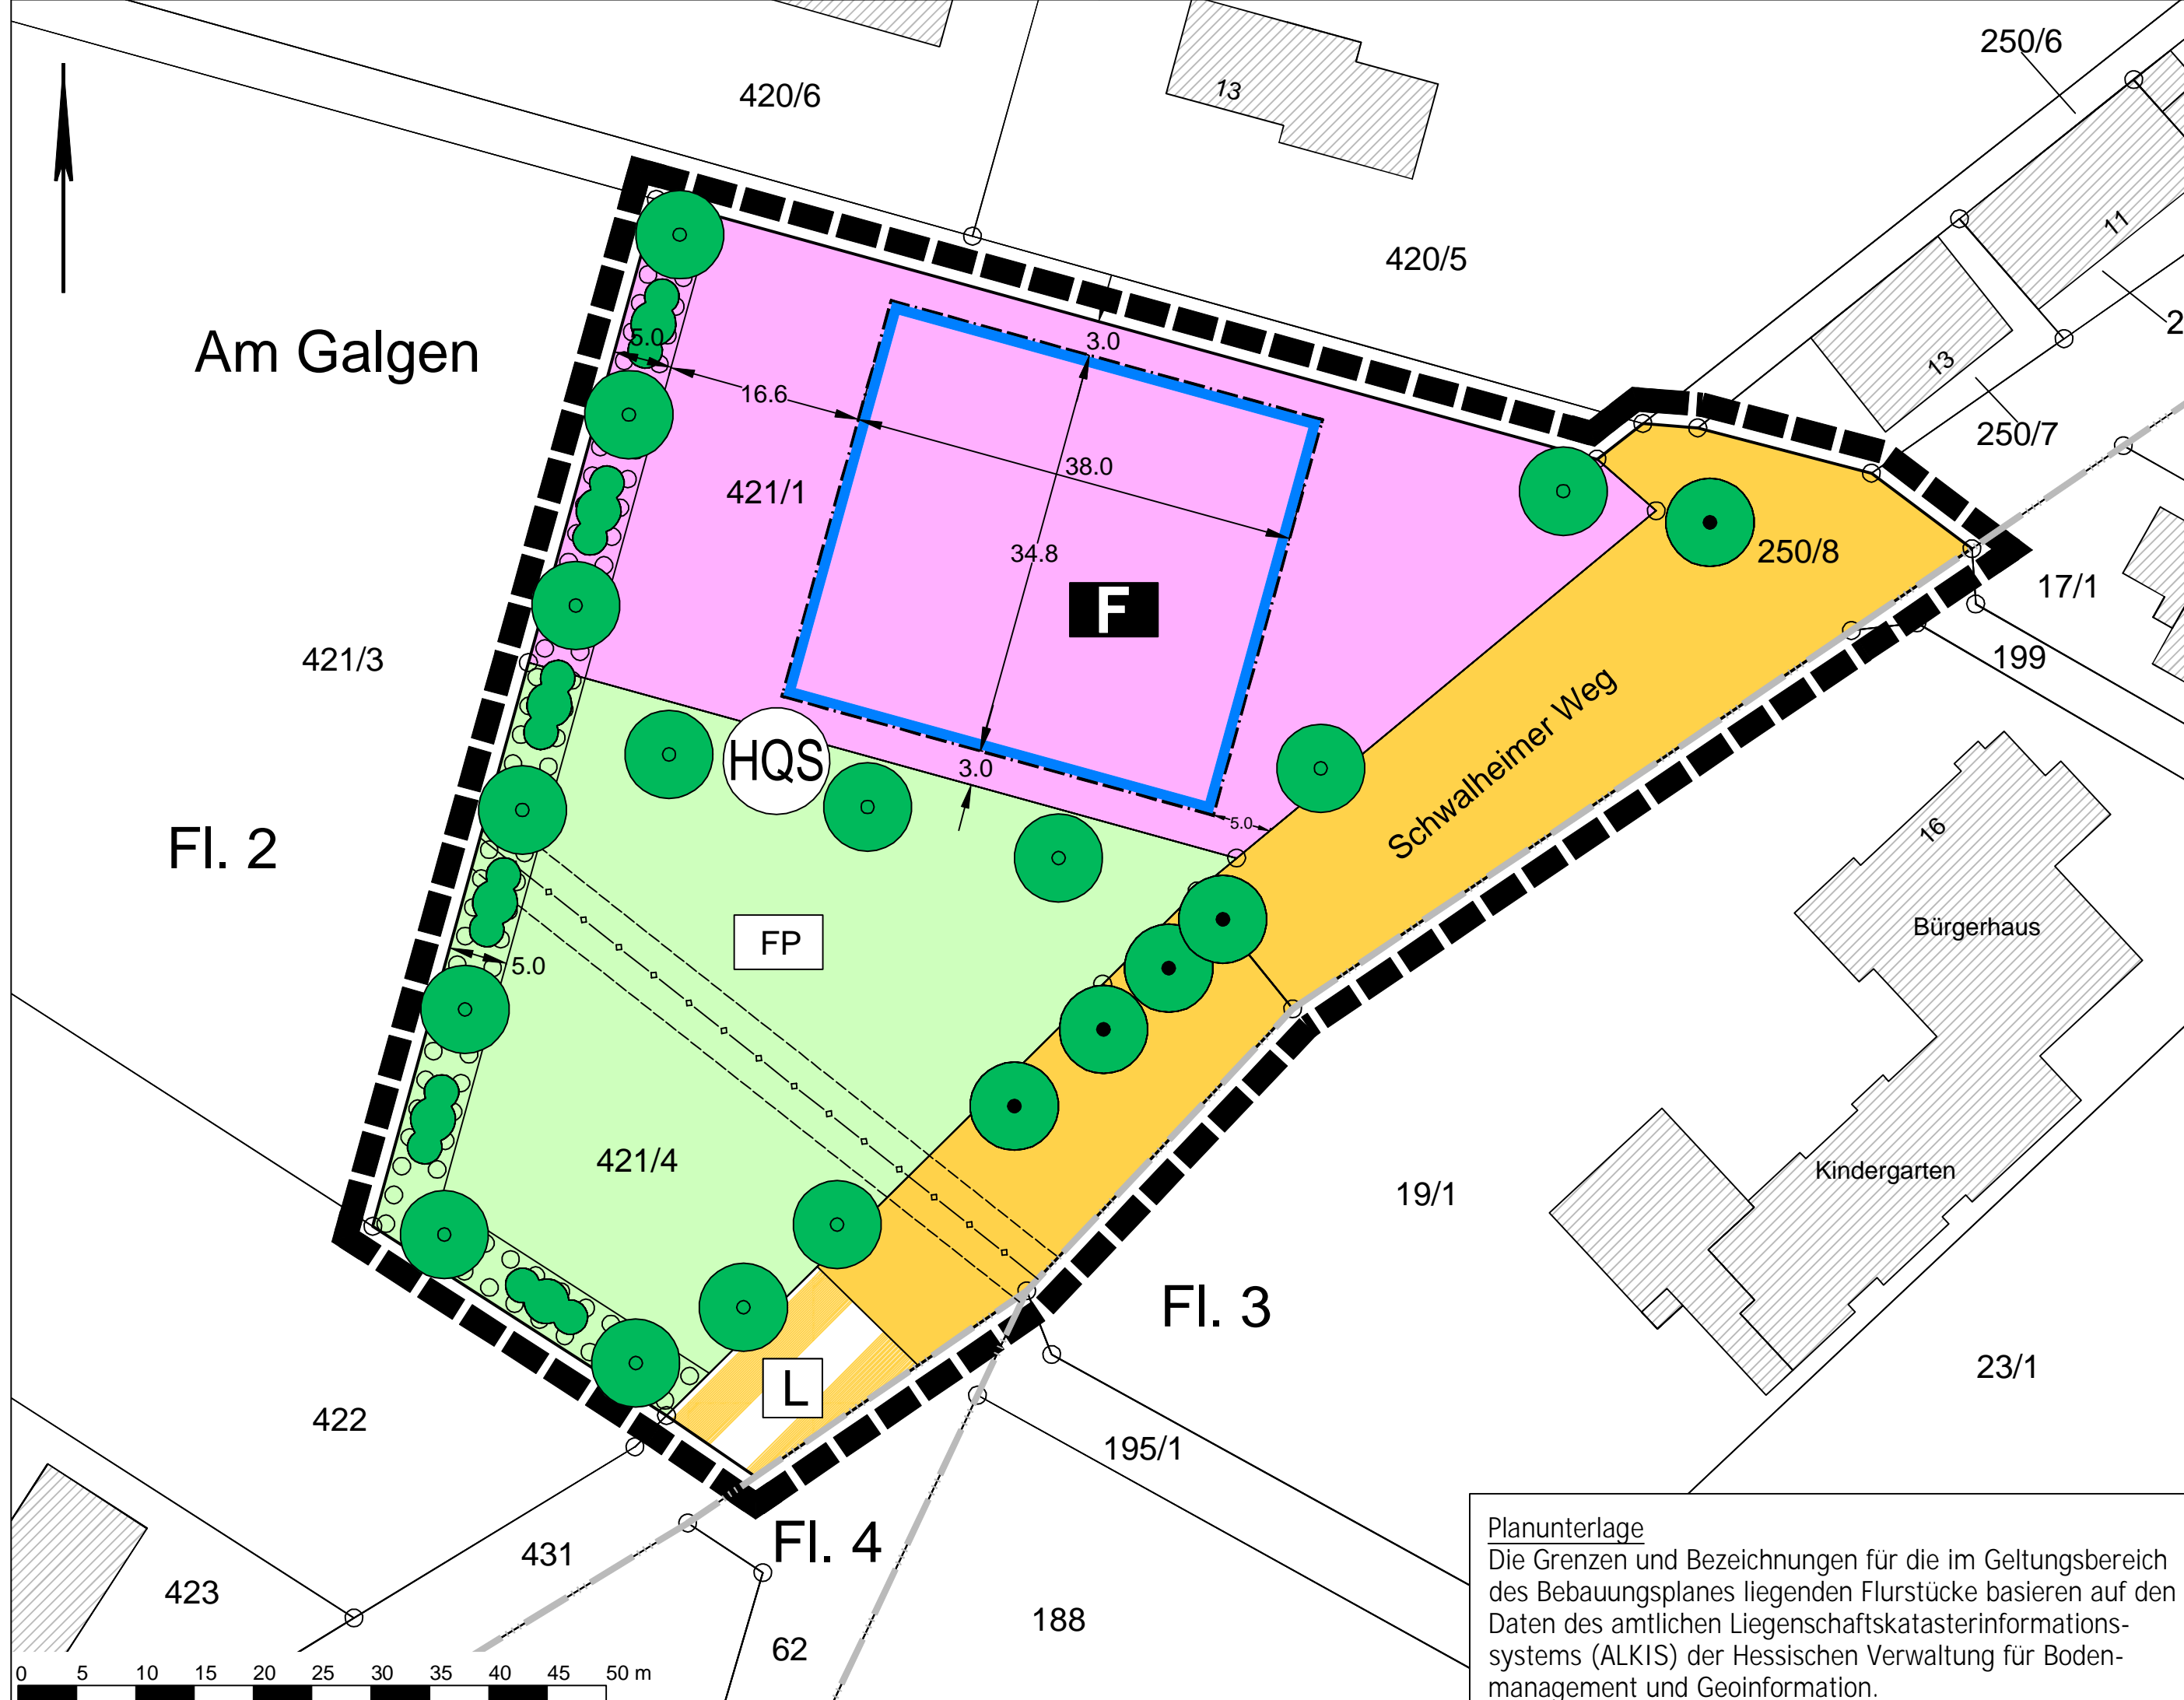 250/6
420/6
13
11
420/5
2
3.0
Am Galgen
5.0
13
16.6
250/7
38.0
421/1
34.8
250/8
17/1
F
421/3
199
Schwalheimer Weg
HQS
3.0
5.0
16
Fl. 2
Bürgerhaus
FP
5.0
421/4
Kindergarten
19/1
Fl. 3
23/1
L
422
195/1
Fl. 4
431
423
188
62
Planunterlage
Die Grenzen und Bezeichnungen für die im Geltungsbereich
des Bebauungsplanes liegenden Flurstücke basieren auf den
Daten des amtlichen Liegenschaftskatasterinformations-
systems (ALKIS) der Hessischen Verwaltung für Boden-
management und Geoinformation.
0 5 10 15 20 25 30 35 40 45 50 m